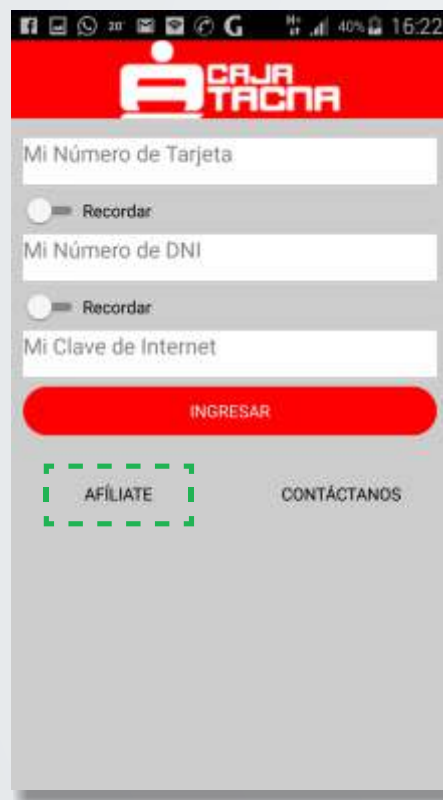 20°
G
40% 16:22
CAJA
TACNA
Mi Número de Tarjeta
Recordar
Mi Número de DNI
Recordar
Mi Clave de Internet
INGRESAR
AFÍLIATE CONTÁCTANOS